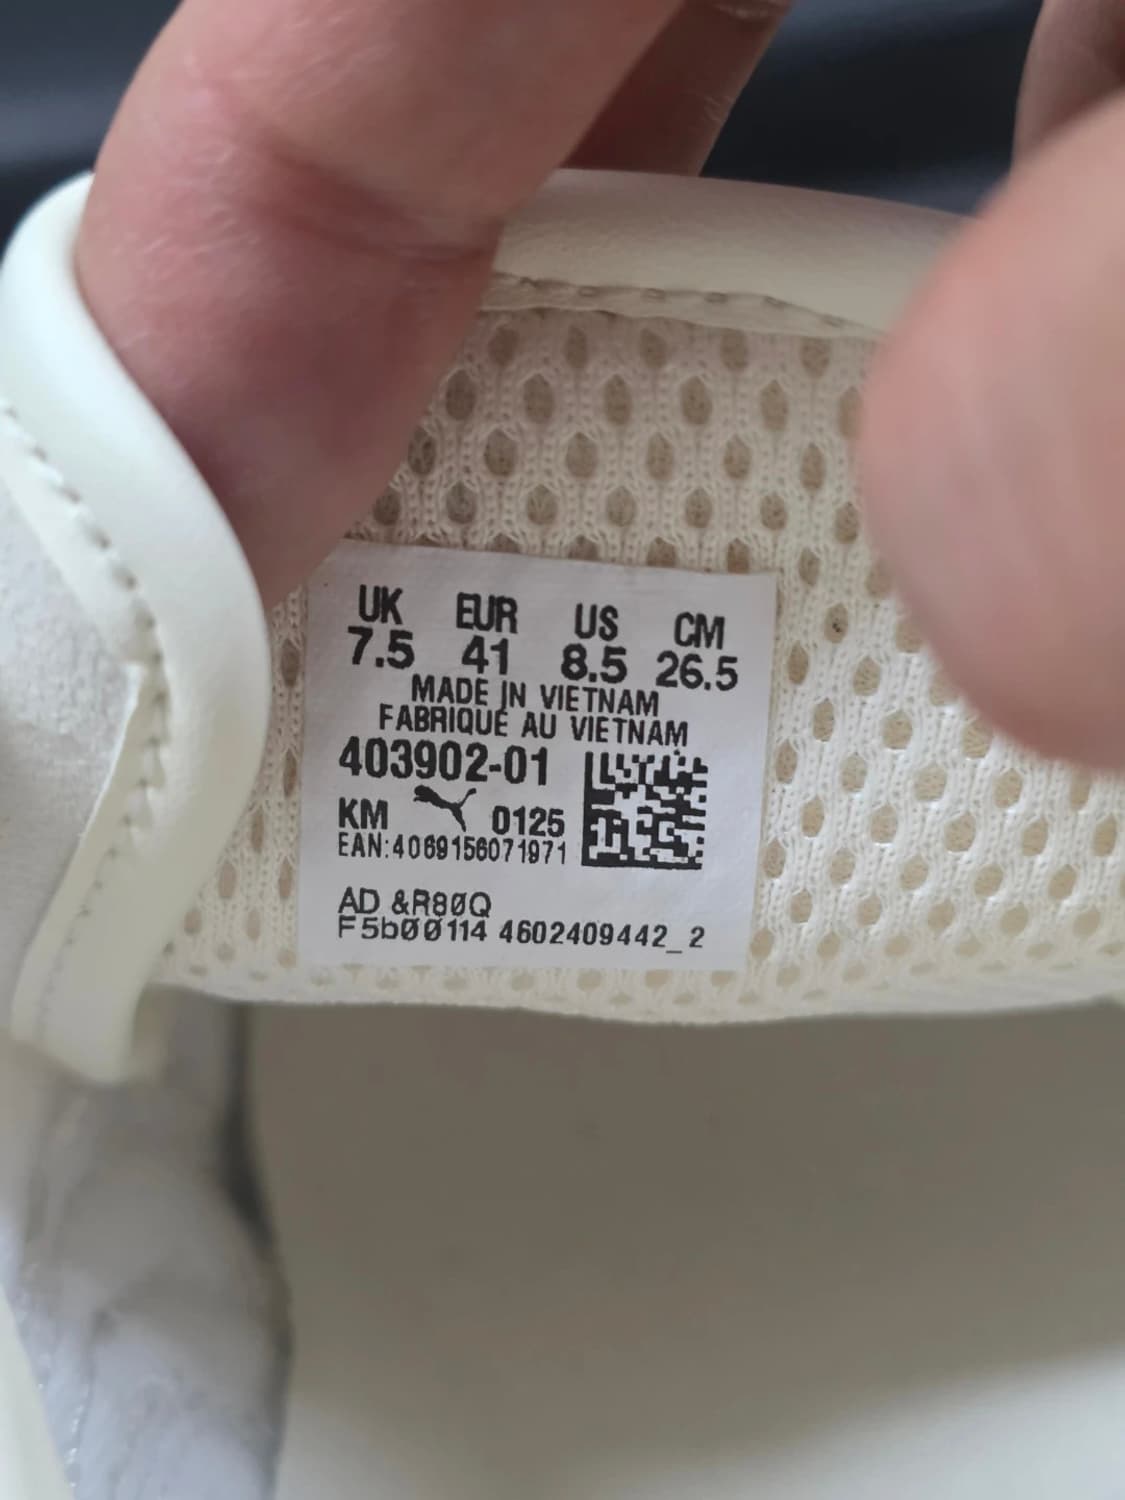 UK EUR US CM
7.5 41 8.5 26.5
MADE IN VIETNAM
FABRIQUÉ AU VIETNAM
403902-01
KM 0125
EAN:4069156071971
AD &R80Q
F5b00114 4602409442_2